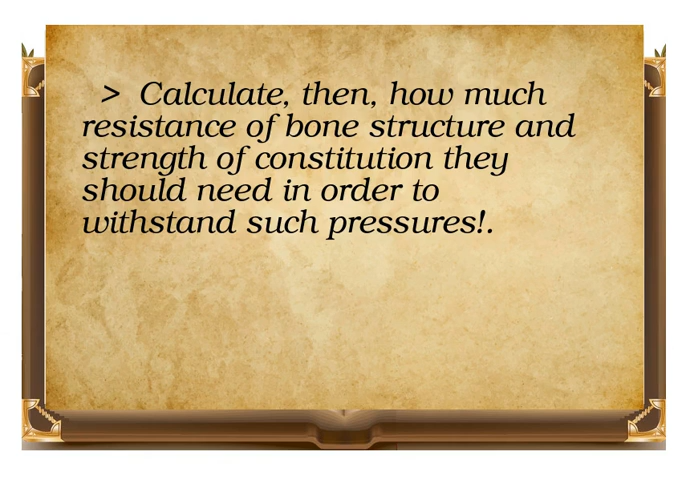 > Calculate, then, how much
resistance of bone structure and
strength of constitution they
should need in order to
withstand such pressures!.